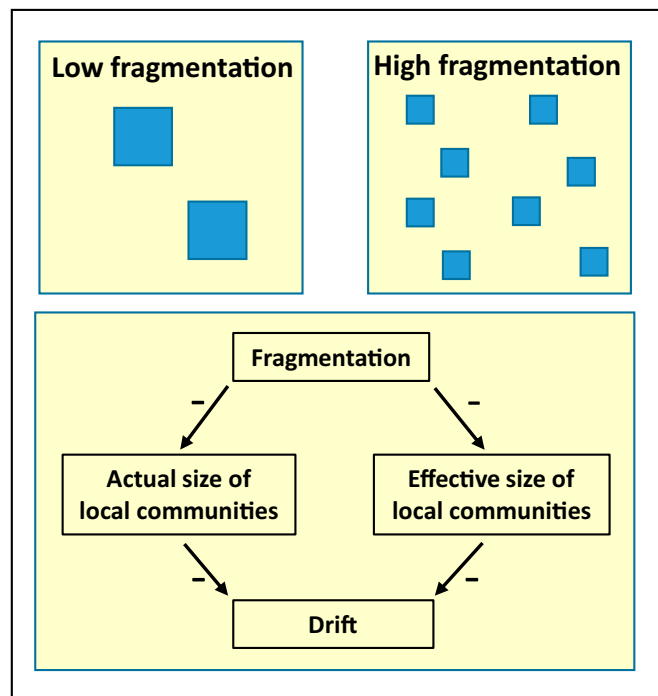 Low fragmentation
High fragmentation
Fragmentation
–
–
Actual size of
local communities
Effective size of
local communities
–
–
Drift